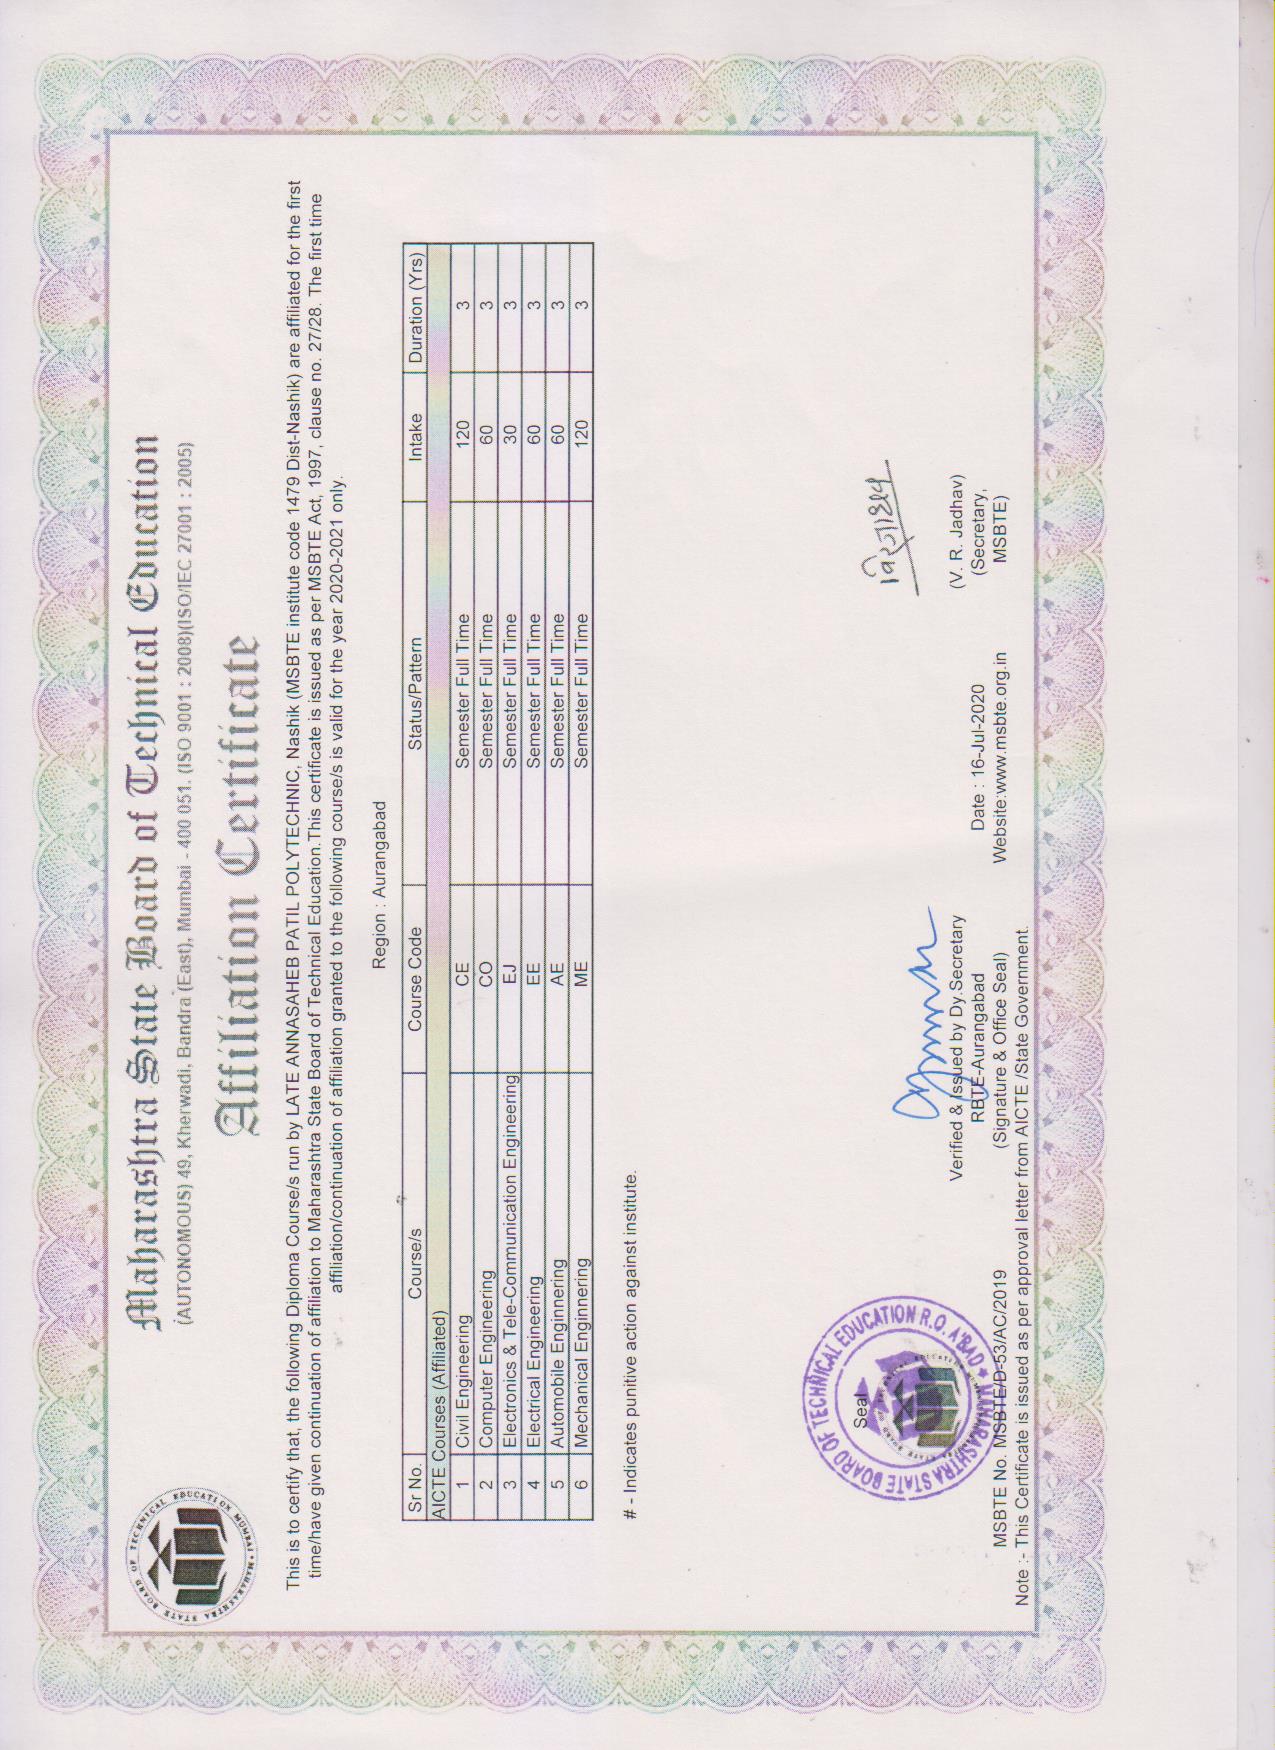 MAHARASHTRA STATE BOARD OF TECHNICAL EDUCATION MUMBAI
Maharashtra State Board of Technical Education
(AUTONOMOUS) 49, Kherwadi, Bandra (East), Mumbai - 400 051. (ISO 9001 : 2008)(ISO/IEC 27001 : 2005)
Affiliation Certificate
This is to certify that, the following Diploma Course/s run by LATE ANNASAHEB PATIL POLYTECHNIC, Nashik (MSBTE institute code 1479 Dist-Nashik) are affiliated for the first
time/have given continuation of affiliation to Maharashtra State Board of Technical Education.This certificate is issued as per MSBTE Act, 1997, clause no. 27/28. The first time
affiliation/continuation of affiliation granted to the following course/s is valid for the year 2020-2021 only.
Region : Aurangabad
Sr No. Course/s Course Code Status/Pattern Intake Duration (Yrs)
AICTE Courses (Affiliated)
1 Civil Engineering CE Semester Full Time 120 3
2 Computer Engineering CO Semester Full Time 60 3
3 Electronics & Tele-Communication Engineering EJ Semester Full Time 30 3
4 Electrical Engineering EE Semester Full Time 60 3
5 Automobile Enginnering AE Semester Full Time 60 3
6 Mechanical Enginnering ME Semester Full Time 120 3
# - Indicates punitive action against institute.
MAHARASHTRA STATE BOARD OF TECHNICAL EDUCATION R.O. A'BAD
Seal
Verified & Issued by Dy.Secretary
RBTE-Aurangabad
(Signature & Office Seal)
(V. R. Jadhav)
(Secretary,
MSBTE)
Date : 16-Jul-2020
Website:www.msbte.org.in
MSBTE No. MSBTE/D-53/AC/2019
Note :- This Certificate is issued as per approval letter from AICTE /State Government.